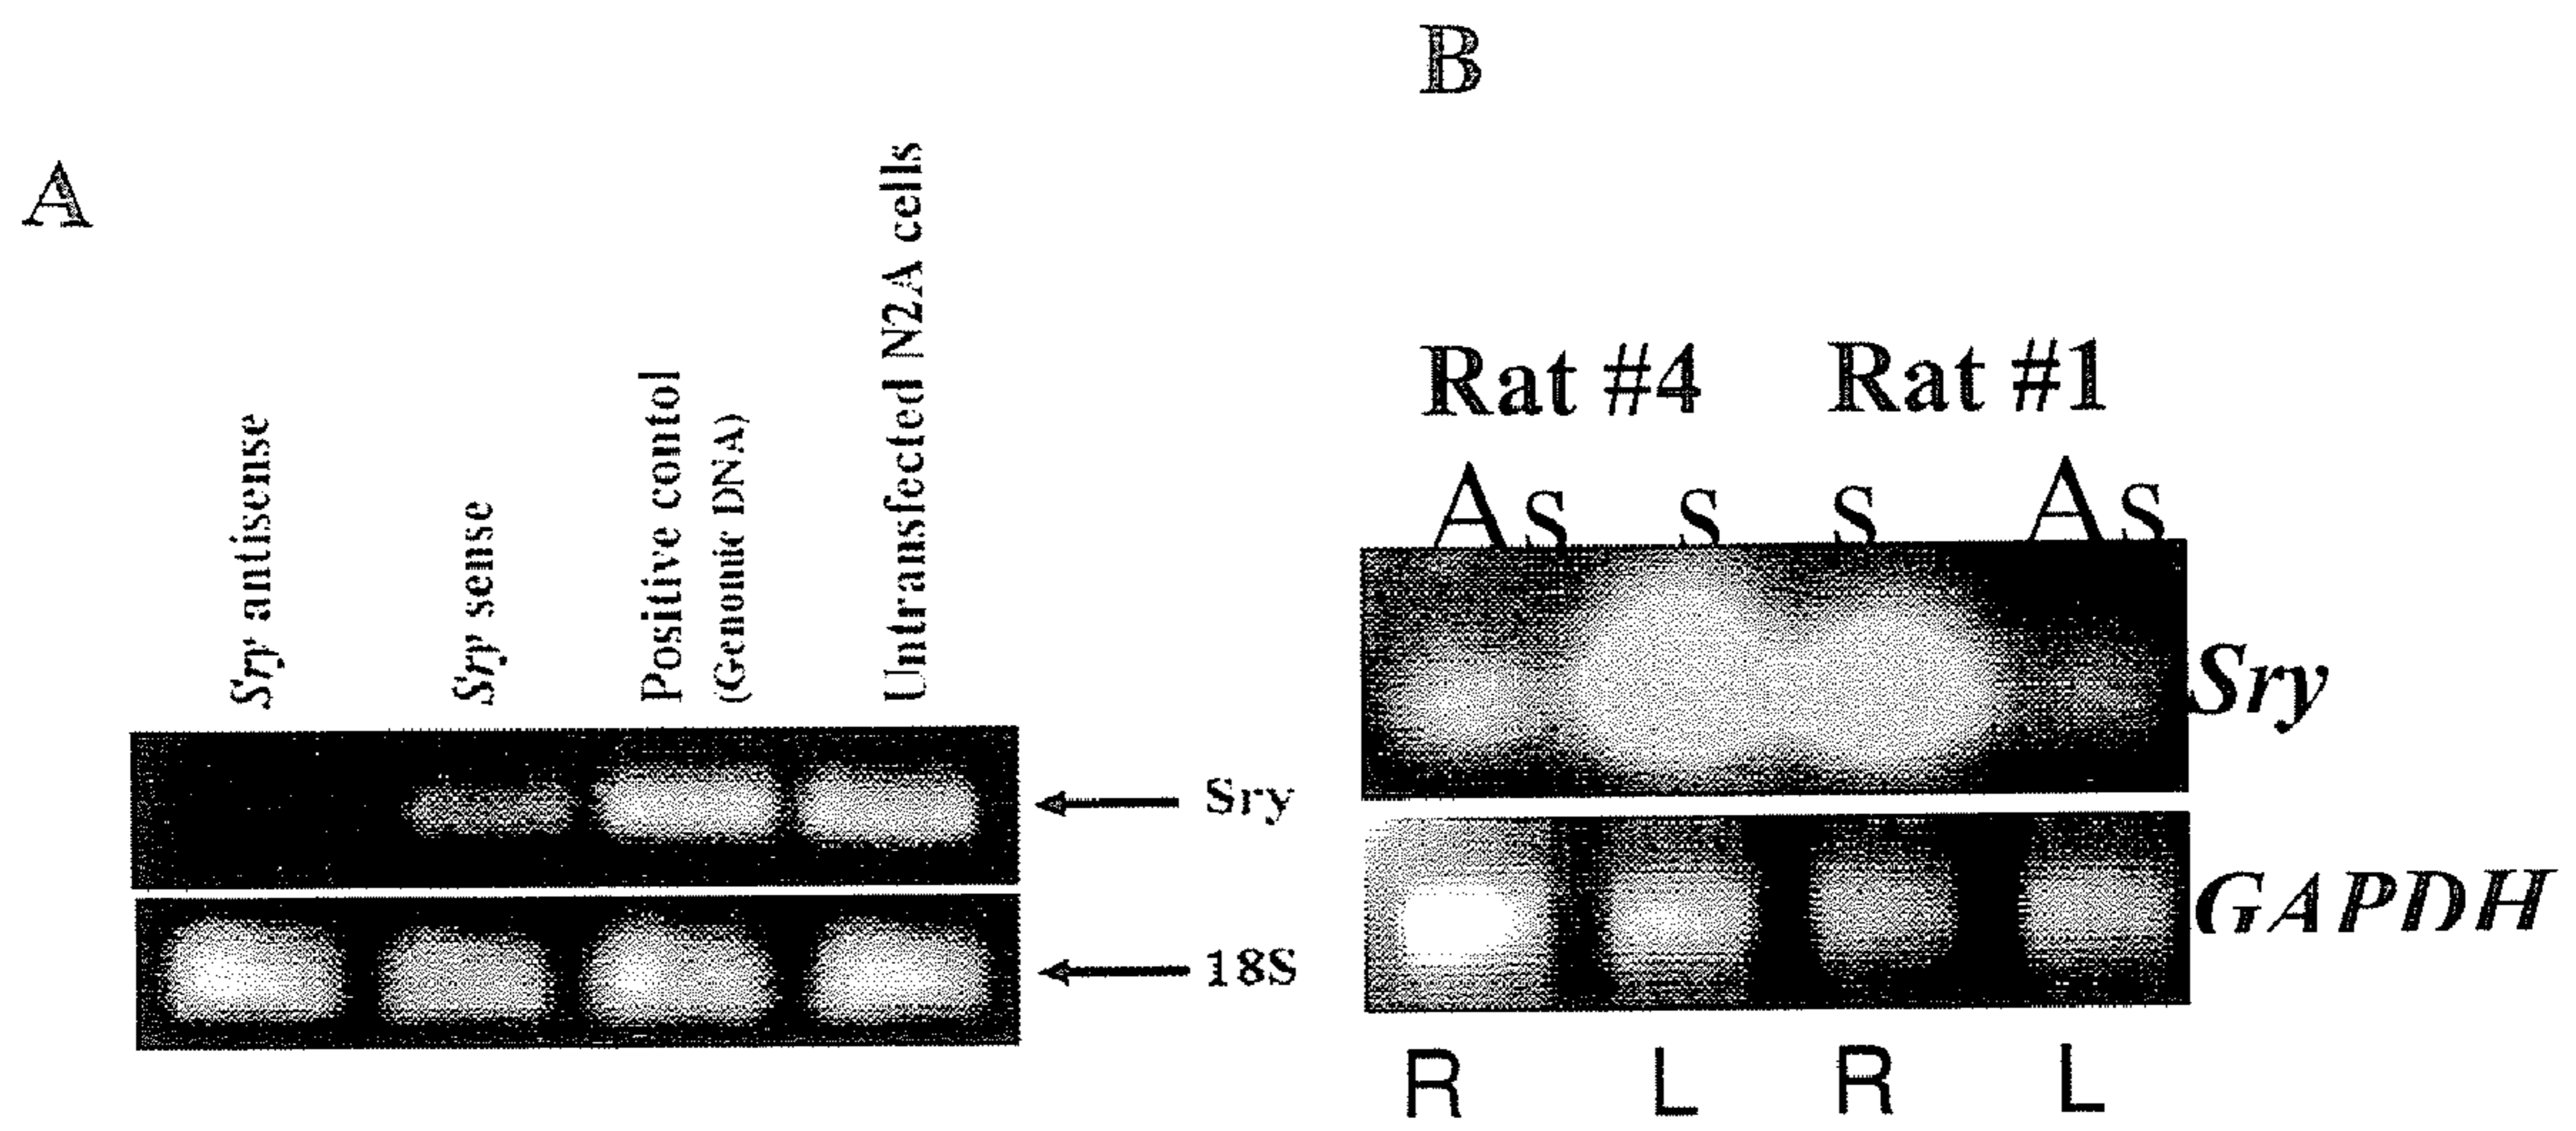 A
Sry antisense
Sry sense
Positive contol
(Genomic DNA)
Untransfected N2A cells
Sry
18S
B
Rat #4 Rat #1
As s s As
Sry
GAPDH
R L R L